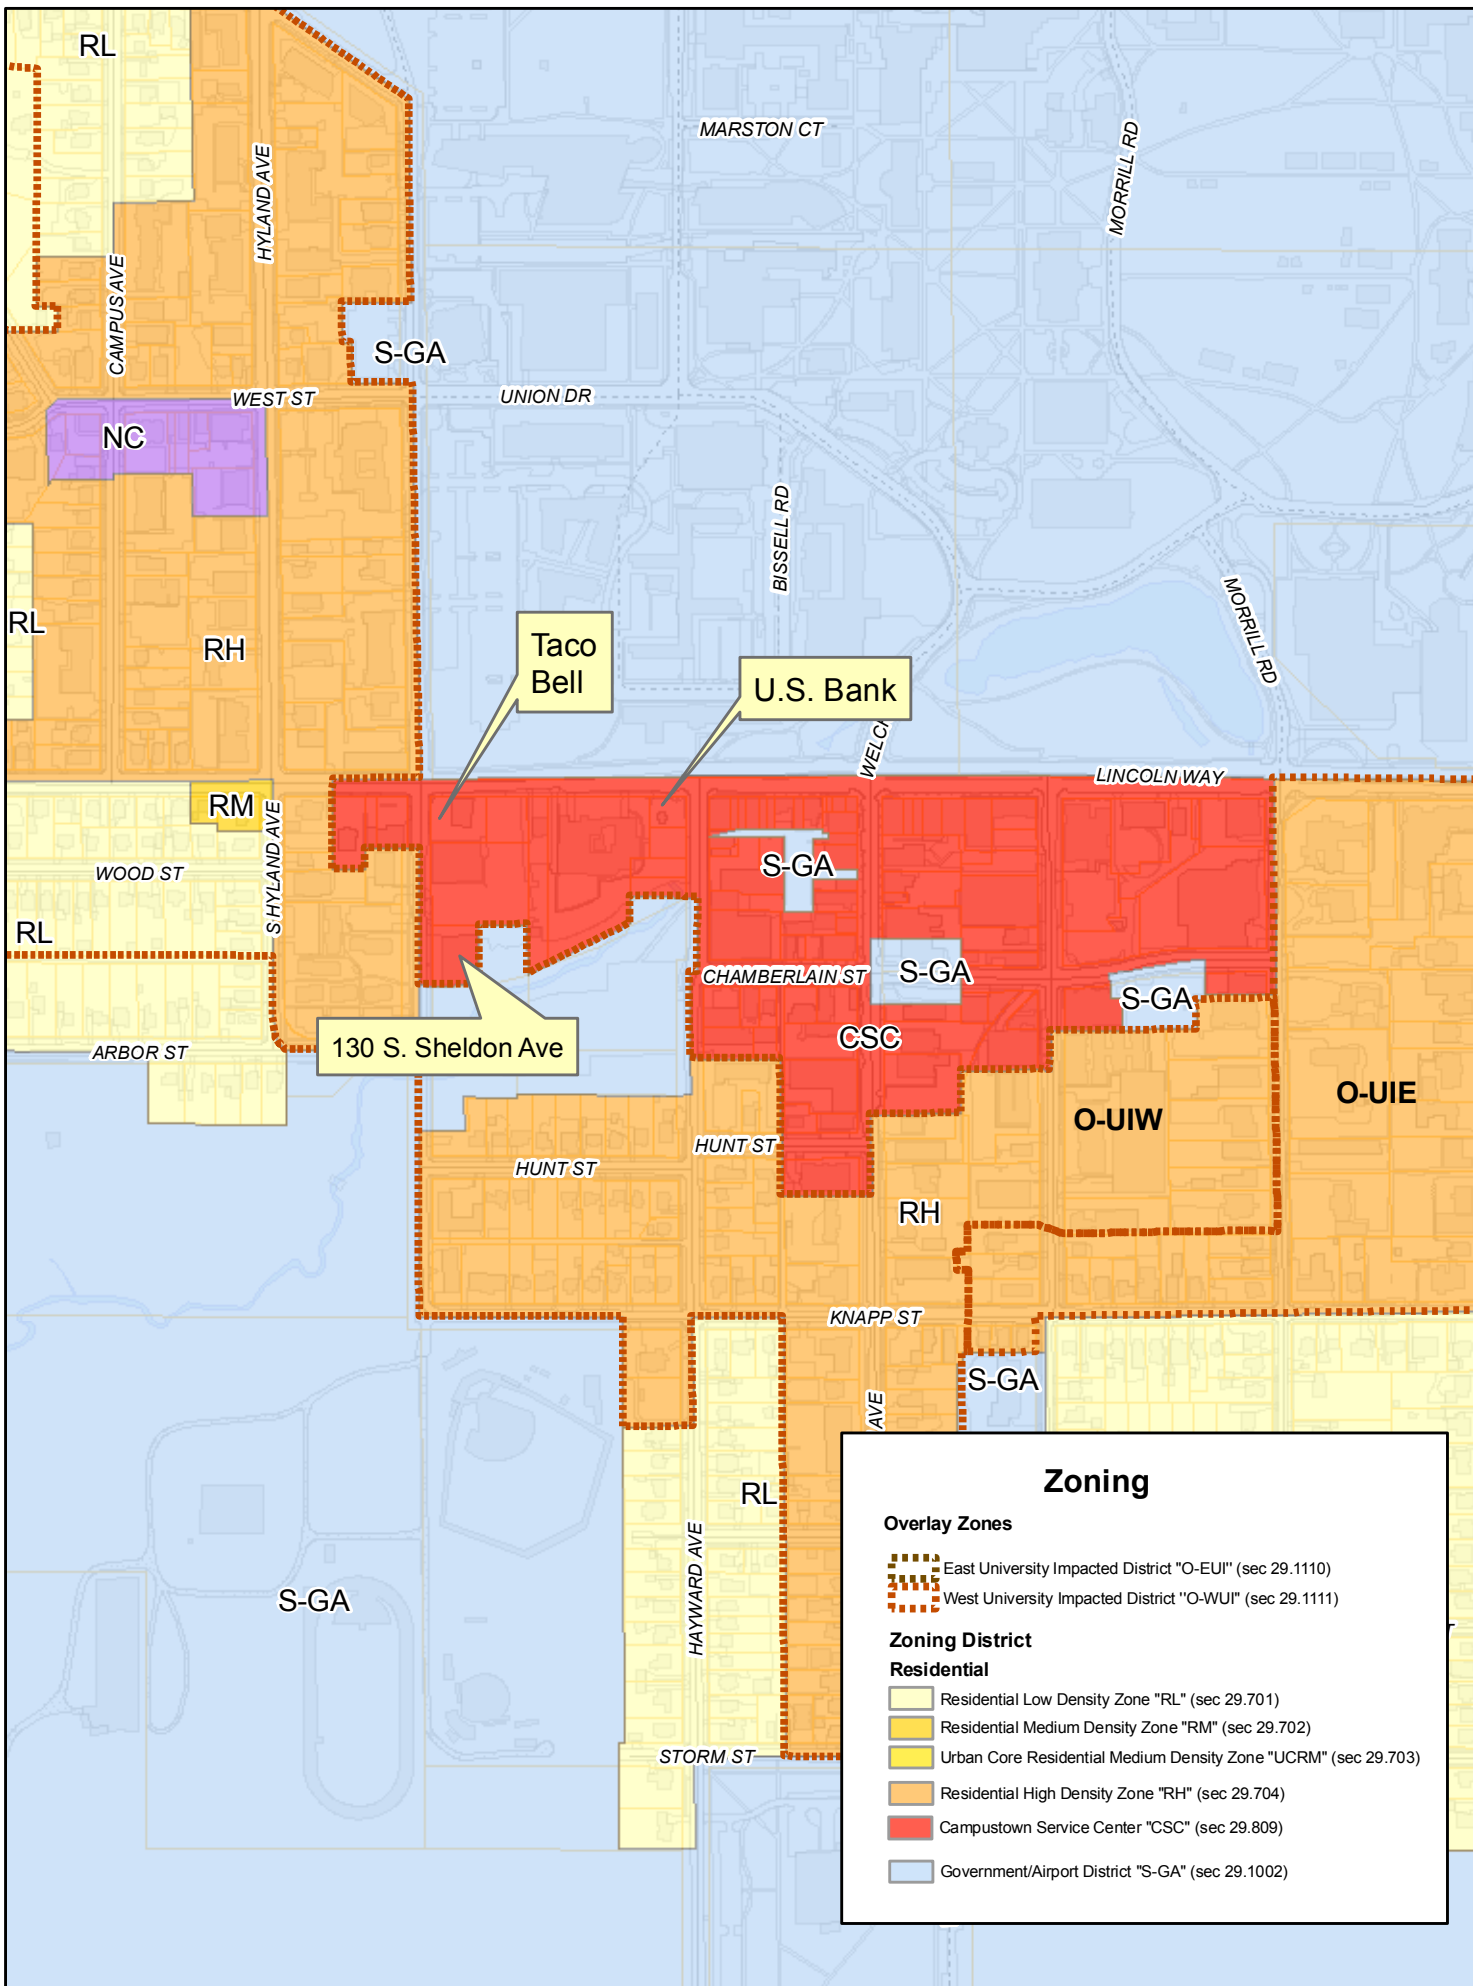 RL
MARSTON CT
MORRILL RD
HYLAND AVE
CAMPUS AVE
S-GA
WEST ST
UNION DR
NC
BISSELL RD
RL
RH
MORRILL RD
Taco
Bell
U.S. Bank
WELCH
LINCOLN WAY
RM
S HYLAND AVE
WOOD ST
S-GA
RL
CHAMBERLAIN ST
S-GA
S-GA
130 S. Sheldon Ave
CSC
ARBOR ST
O-UIE
O-UIW
HUNT ST
HUNT ST
RH
KNAPP ST
S-GA
AVE
RL
HAYWARD AVE
S-GA
STORM ST
Zoning
Overlay Zones
East University Impacted District "O-EUI" (sec 29.1110)
West University Impacted District "O-WUI" (sec 29.1111)
Zoning District
Residential
Residential Low Density Zone "RL" (sec 29.701)
Residential Medium Density Zone "RM" (sec 29.702)
Urban Core Residential Medium Density Zone "UCRM" (sec 29.703)
Residential High Density Zone "RH" (sec 29.704)
Campustown Service Center "CSC" (sec 29.809)
Government/Airport District "S-GA" (sec 29.1002)